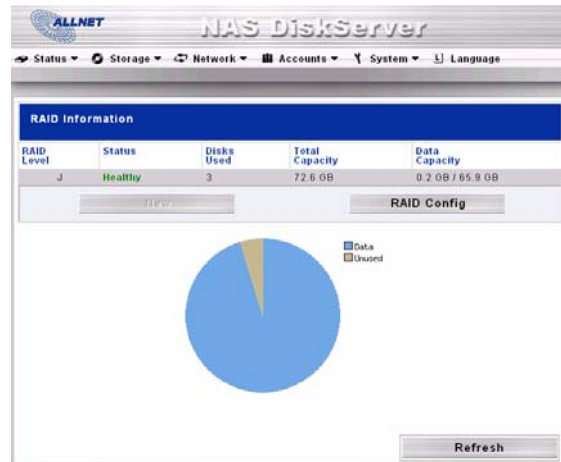 ALLNET
NAS DiskServer
Status Storage Network Accounts System Language
RAID Information
RAID Level Status Disks Used Total Capacity Data Capacity
J Healthy 3 72.6 GB 0.2 GB / 65.9 GB
New RAID Config
Data
Unused
Refresh